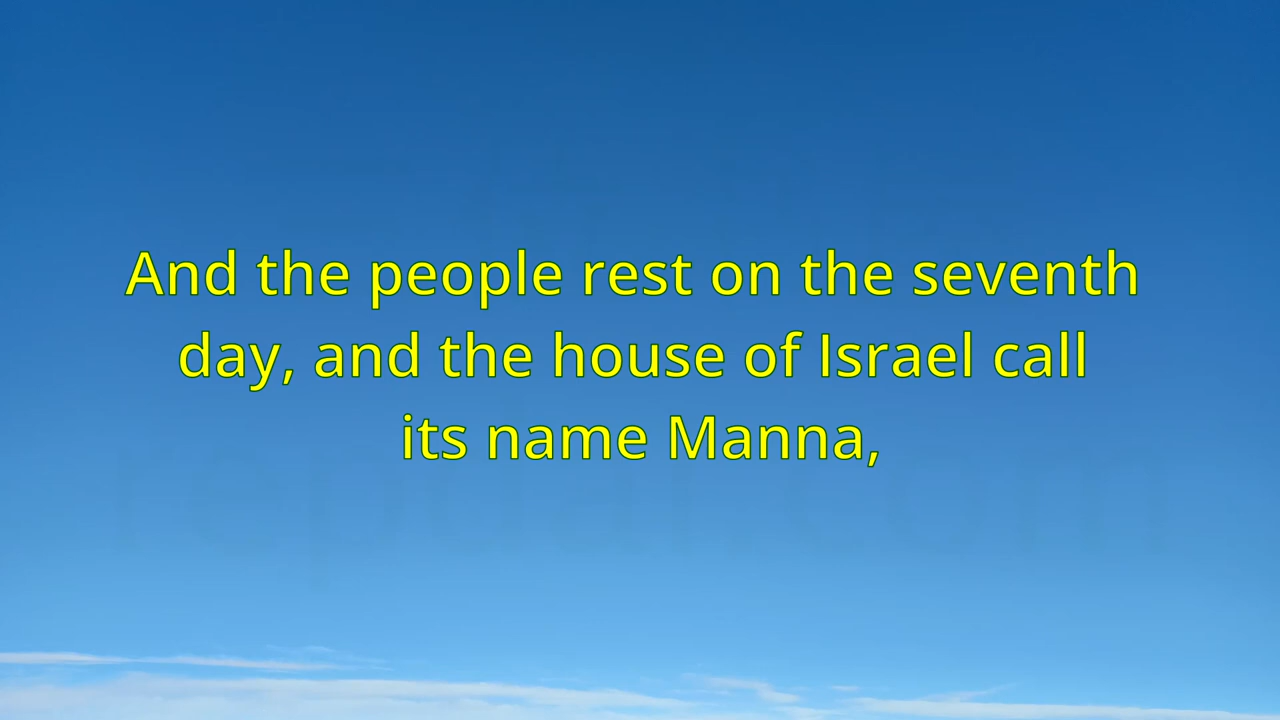 And the people rest on the seventh
day, and the house of Israel call
its name Manna,